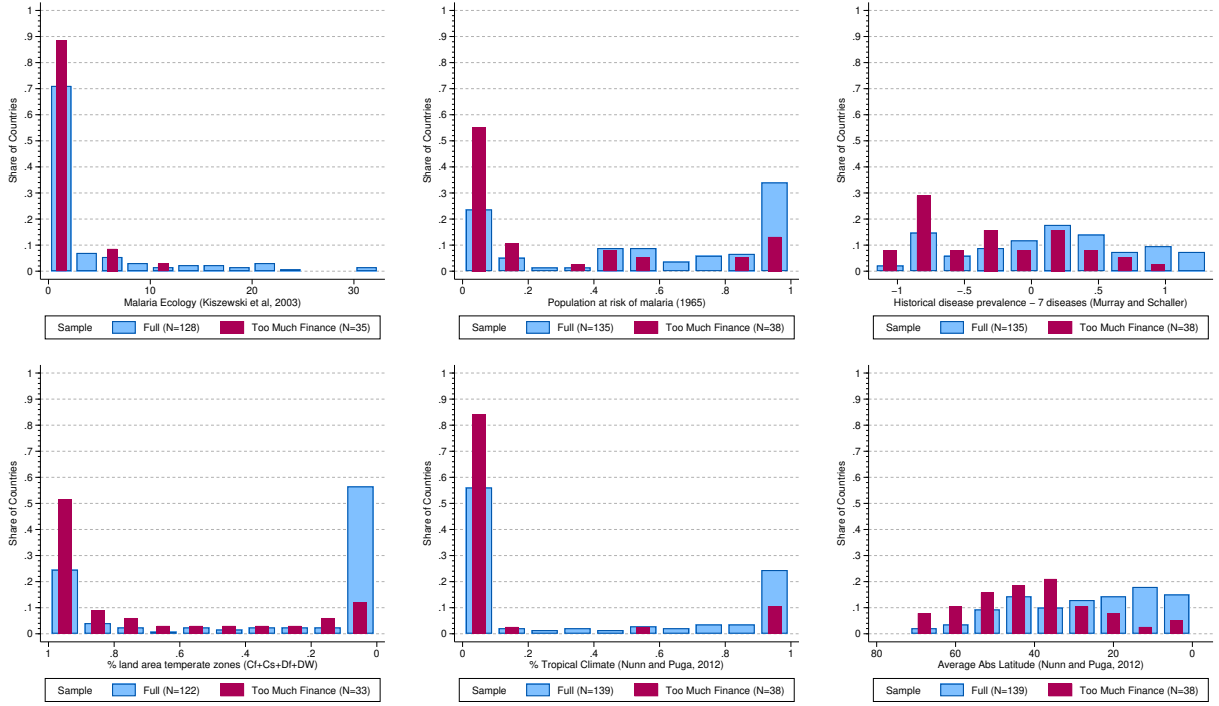 Share of Countries
1
.9
.8
.7
.6
.5
.4
.3
.2
.1
0
0 10 20 30
Malaria Ecology (Kiszewski et al, 2003)
Sample Full (N=128) Too Much Finance (N=35)
Share of Countries
1
.9
.8
.7
.6
.5
.4
.3
.2
.1
0
0 .2 .4 .6 .8 1
Population at risk of malaria (1965)
Sample Full (N=135) Too Much Finance (N=38)
Share of Countries
1
.9
.8
.7
.6
.5
.4
.3
.2
.1
0
−1 −.5 0 .5 1
Historical disease prevalence − 7 diseases (Murray and Schaller)
Sample Full (N=135) Too Much Finance (N=38)
Share of Countries
1
.9
.8
.7
.6
.5
.4
.3
.2
.1
0
1 .8 .6 .4 .2 0
% land area temperate zones (Cf+Cs+Df+DW)
Sample Full (N=122) Too Much Finance (N=33)
Share of Countries
1
.9
.8
.7
.6
.5
.4
.3
.2
.1
0
0 .2 .4 .6 .8 1
% Tropical Climate (Nunn and Puga, 2012)
Sample Full (N=139) Too Much Finance (N=38)
Share of Countries
1
.9
.8
.7
.6
.5
.4
.3
.2
.1
0
80 60 40 20 0
Average Abs Latitude (Nunn and Puga, 2012)
Sample Full (N=139) Too Much Finance (N=38)